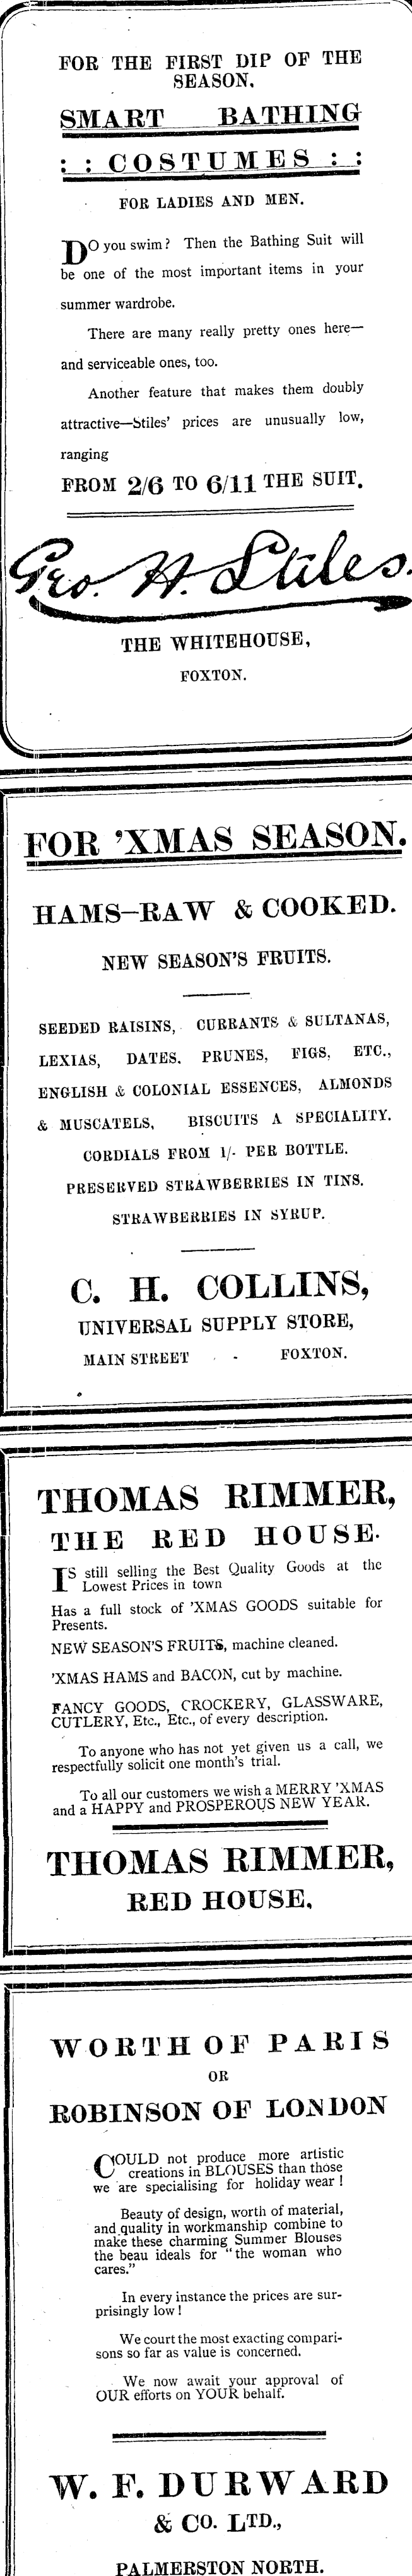 FOR THE FIRST DIP OF THE
SEASON.
SMART BATHING
: : COSTUMES : :
FOR LADIES AND MEN.
DO you swim? Then the Bathing Suit will
be one of the most important items in your
summer wardrobe.
There are many really pretty ones here—
and serviceable ones, too.
Another feature that makes them doubly
attractive—Stiles' prices are unusually low,
ranging
FROM 2/6 TO 6/11 THE SUIT.
Geo. H. Stiles.
THE WHITEHOUSE,
FOXTON.
FOR 'XMAS SEASON.
HAMS—RAW & COOKED.
NEW SEASON'S FRUITS.
SEEDED RAISINS, CURRANTS & SULTANAS,
LEXIAS, DATES. PRUNES, FIGS, ETC.,
ENGLISH & COLONIAL ESSENCES, ALMONDS
& MUSCATELS, BISCUITS A SPECIALITY.
CORDIALS FROM 1/- PER BOTTLE.
PRESERVED STRAWBERRIES IN TINS.
STRAWBERRIES IN SYRUP.
C. H. COLLINS,
UNIVERSAL SUPPLY STORE,
MAIN STREET - - FOXTON.
THOMAS RIMMER,
THE RED HOUSE.
IS still selling the Best Quality Goods at the
Lowest Prices in town
Has a full stock of 'XMAS GOODS suitable for
Presents.
NEW SEASON'S FRUITS, machine cleaned.
'XMAS HAMS and BACON, cut by machine.
FANCY GOODS, CROCKERY, GLASSWARE,
CUTLERY, Etc., Etc., of every description.
To anyone who has not yet given us a call, we
respectfully solicit one month's trial.
To all our customers we wish a MERRY 'XMAS
and a HAPPY and PROSPEROUS NEW YEAR.
THOMAS RIMMER,
RED HOUSE.
WORTH OF PARIS
OR
ROBINSON OF LONDON
COULD not produce more artistic
creations in BLOUSES than those
we are specialising for holiday wear!
Beauty of design, worth of material,
and quality in workmanship combine to
make these charming Summer Blouses
the beau ideals for "the woman who
cares."
In every instance the prices are sur-
prisingly low!
We court the most exacting compari-
sons so far as value is concerned.
We now await your approval of
OUR efforts on YOUR behalf.
W. F. DURWARD
& CO. LTD.,
PALMERSTON NORTH.